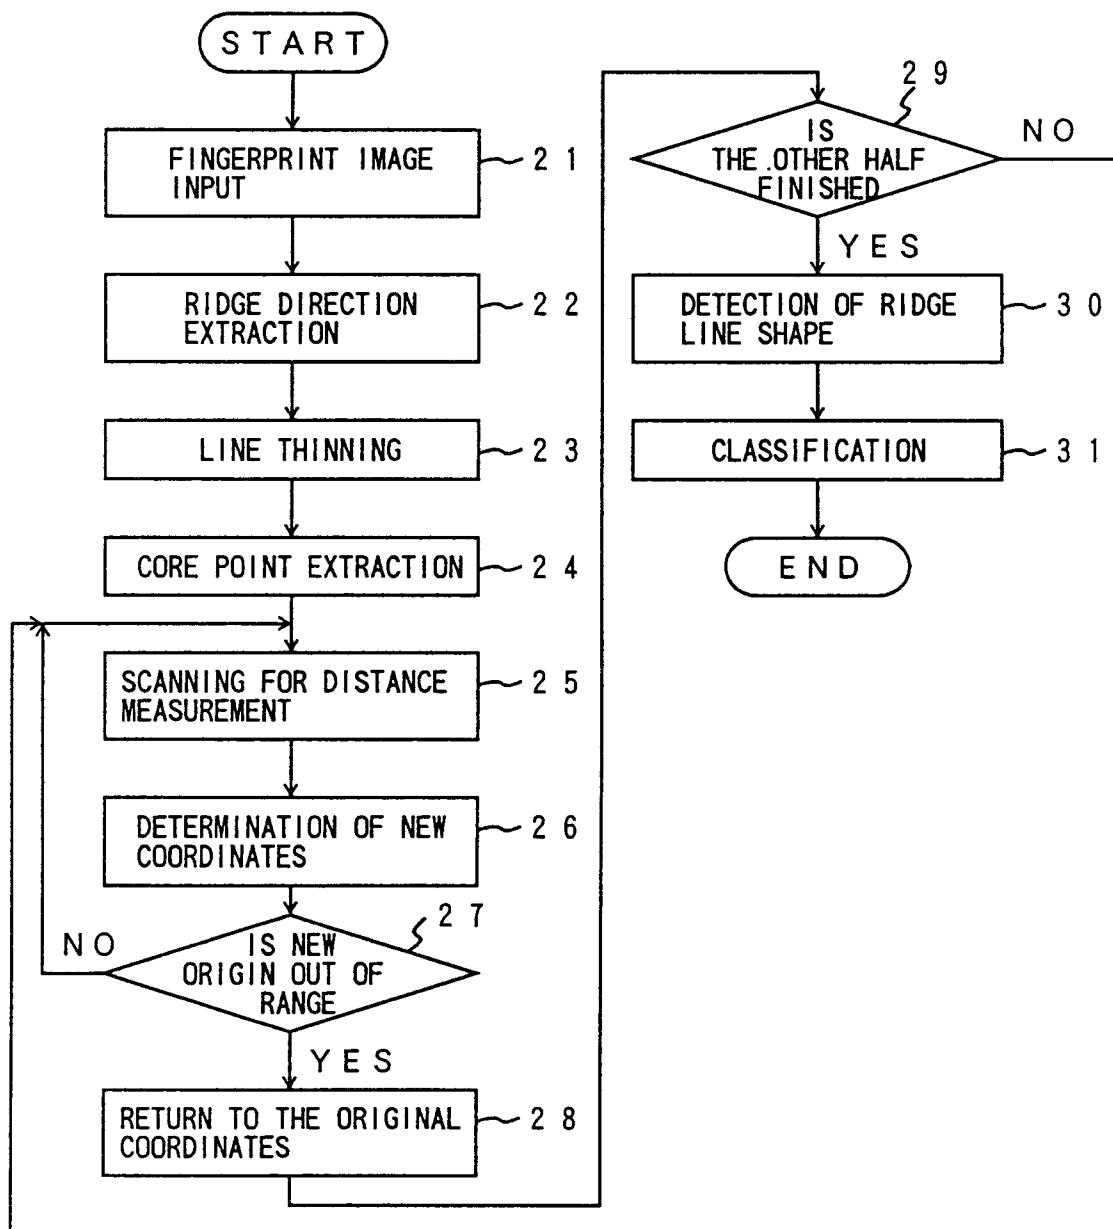 START
FINGERPRINT IMAGE
INPUT
21
RIDGE DIRECTION
EXTRACTION
22
LINE THINNING
23
CORE POINT EXTRACTION
24
SCANNING FOR DISTANCE
MEASUREMENT
25
DETERMINATION OF NEW
COORDINATES
26
27
NO
IS NEW
ORIGIN OUT OF
RANGE
YES
RETURN TO THE ORIGINAL
COORDINATES
28
29
IS
THE .OTHER HALF
FINISHED
NO
YES
DETECTION OF RIDGE
LINE SHAPE
30
CLASSIFICATION
31
END